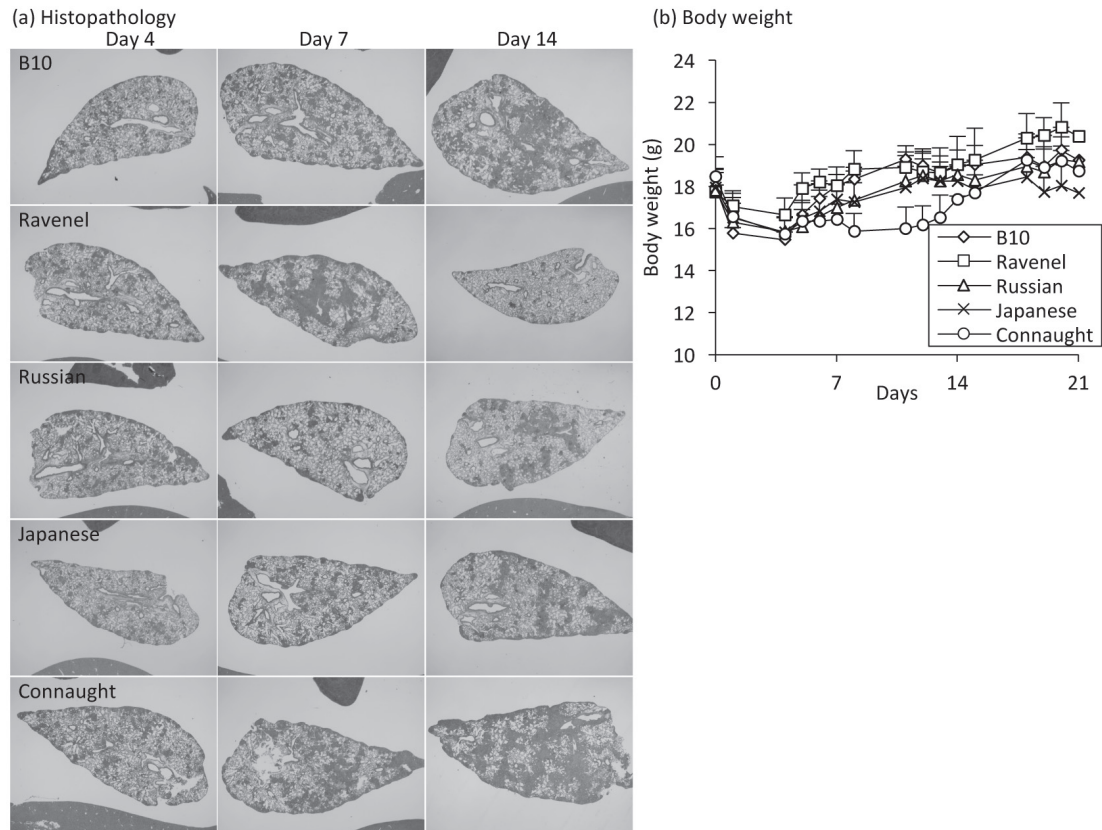 (a) Histopathology
Day 4 Day 7 Day 14
B10
Ravenel
Russian
Japanese
Connaught
(b) Body weight
24
22
20
18
16
14
12
10
Body weight (g)
0 7 14 21
Days
B10
Ravenel
Russian
Japanese
Connaught